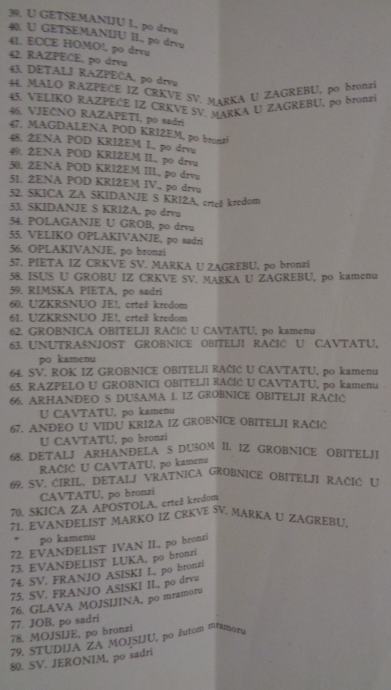 39. U GETSEMANIJU I., po drvu
40. U GETSEMANIJU II., po drvu
41. ECCE HOMO!, po drvu
42. RAZPEĆE, po drvu
43. DETALJ RAZPEĆA, po drvu
44. MALO RAZPEĆE IZ CRKVE SV. MARKA U ZAGREBU, po bronzi
45. VELIKO RAZPEĆE IZ CRKVE SV. MARKA U ZAGREBU, po bronzi
46. VJEČNO RAZAPETI, po sadri
47. MAGDALENA POD KRIŽEM, po bronzi
48. ŽENA POD KRIŽEM I., po drvu
49. ŽENA POD KRIŽEM II., po drvu
50. ŽENA POD KRIŽEM III., po drvu
51. ŽENA POD KRIŽEM IV., po drvu
52. SKICA ZA SKIDANJE S KRIŽA, crtež kredom
53. SKIDANJE S KRIŽA, po drvu
54. POLAGANJE U GROB, po drvu
55. VELIKO OPLAKIVANJE, po sadri
56. OPLAKIVANJE, po bronzi
57. PIETA IZ CRKVE SV. MARKA U ZAGREBU, po bronzi
58. ISUS U GROBU IZ CRKVE SV. MARKA U ZAGREBU, po kamenu
59. RIMSKA PIETA, po sadri
60. UZKRSNUO JE!, crtež kredom
61. UZKRSNUO JE!, crtež kredom
62. GROBNICA OBITELJI RAČIĆ U CAVTATU, po kamenu
63. UNUTRAŠNJOST GROBNICE OBITELJI RAČIĆ U CAVTATU,
po kamenu
64. SV. ROK IZ GROBNICE OBITELJI RAČIĆ U CAVTATU, po kamenu
65. RAZPELO U GROBNICI OBITELJI RAČIĆ U CAVTATU, po kamenu
66. ARHANĐEO S DUŠAMA I. IZ GROBNICE OBITELJI RAČIĆ
U CAVTATU, po kamenu
67. ANĐEO U VIDU KRIŽA IZ GROBNICE OBITELJI RAČIĆ
U CAVTATU, po bronzi
68. DETALJ ARHANĐELA S DUŠOM II. IZ GROBNICE OBITELJI
RAČIĆ U CAVTATU, po kamenu
69. SV. ĆIRIL, DETALJ VRATNICA GROBNICE OBITELJI RAČIĆ U
CAVTATU, po bronzi
70. SKICA ZA APOSTOLA, crtež kredom
71. EVANĐELIST MARKO IZ CRKVE SV. MARKA U ZAGREBU,
po kamenu
72. EVANĐELIST IVAN II., po bronzi
73. EVANĐELIST LUKA, po bronzi
74. SV. FRANJO ASISKI I., po bronzi
75. SV. FRANJO ASISKI II., po drvu
76. GLAVA MOJSIJINA, po mramoru
77. JOB, po sadri
78. MOJSIJE, po bronzi
79. STUDIJA ZA MOJSIJU, po žutom mramoru
80. SV. JERONIM, po sadri